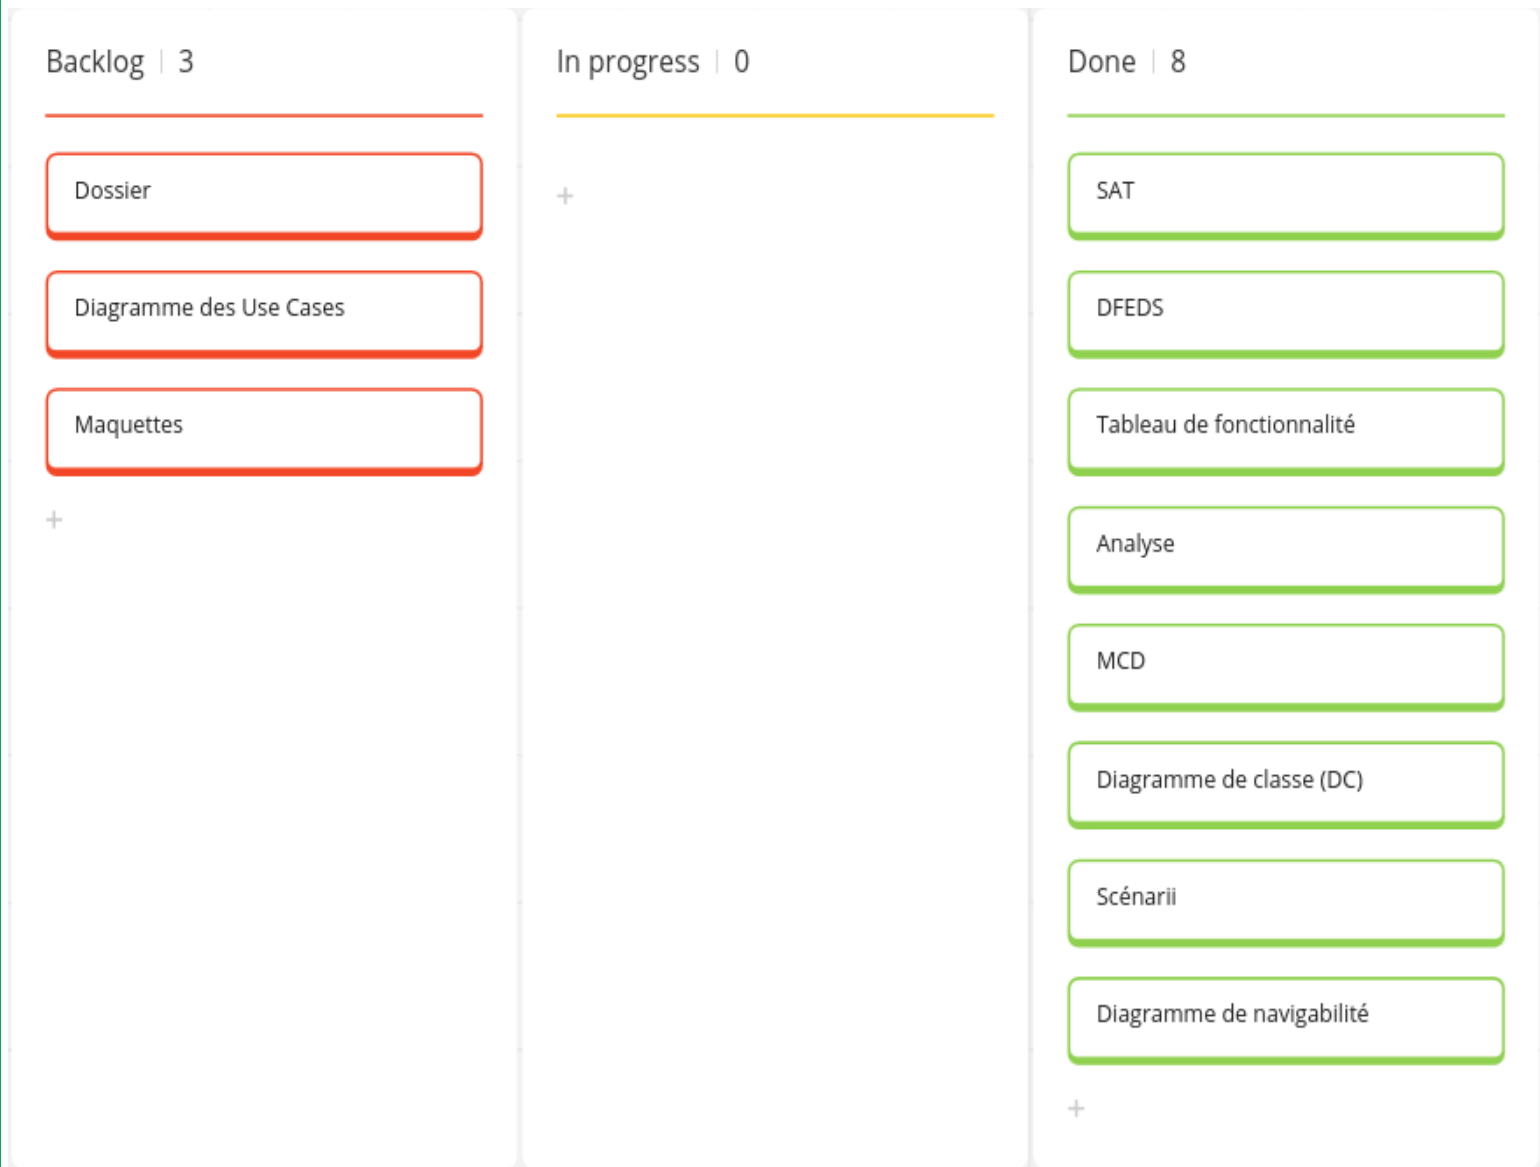 Backlog | 3
Dossier
Diagramme des Use Cases
Maquettes
+
In progress | 0
+
Done | 8
SAT
DFEDS
Tableau de fonctionnalité
Analyse
MCD
Diagramme de classe (DC)
Scénarii
Diagramme de navigabilité
+